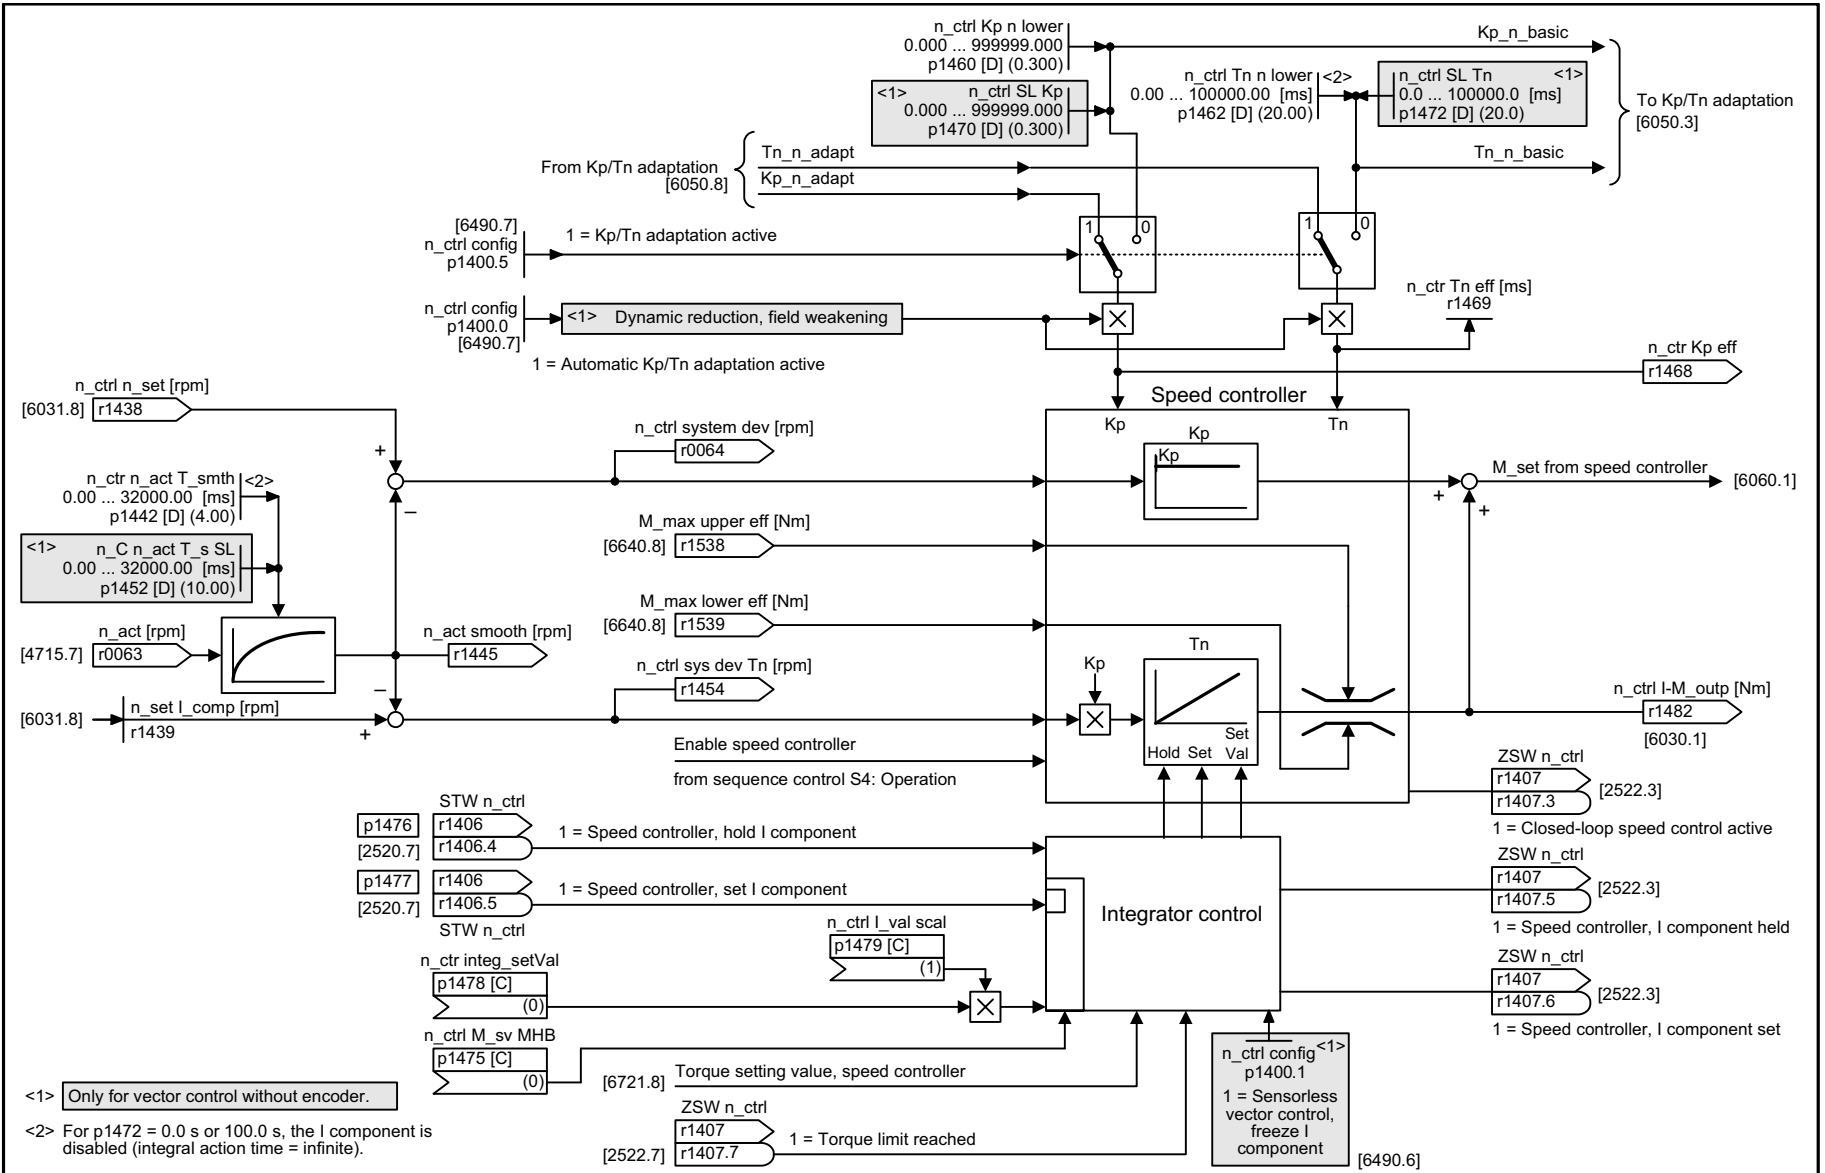 n_ctrl Kp n lower
0.000 ... 999999.000
p1460 [D] (0.300)
Kp_n_basic
<1> n_ctrl SL Kp
0.000 ... 999999.000
p1470 [D] (0.300)
n_ctrl Tn n lower <2>
0.00 ... 100000.00 [ms]
p1462 [D] (20.00)
n_ctrl SL Tn <1>
0.0 ... 100000.0 [ms]
p1472 [D] (20.0)
To Kp/Tn adaptation
[6050.3]
Tn_n_basic
From Kp/Tn adaptation
[6050.8]
Tn_n_adapt
Kp_n_adapt
[6490.7]
n_ctrl config
p1400.5
1 = Kp/Tn adaptation active
1 0
1 0
n_ctrl config
p1400.0
[6490.7]
<1> Dynamic reduction, field weakening
1 = Automatic Kp/Tn adaptation active
n_ctr Tn eff [ms]
r1469
n_ctr Kp eff
r1468
n_ctrl n_set [rpm]
[6031.8] r1438
+
–
n_ctrl system dev [rpm]
r0064
Speed controller
Kp
Tn
Kp
Kp
M_set from speed controller
[6060.1]
+
+
n_ctr n_act T_smth <2>
0.00 ... 32000.00 [ms]
p1442 [D] (4.00)
<1> n_C n_act T_s SL
0.00 ... 32000.00 [ms]
p1452 [D] (10.00)
M_max upper eff [Nm]
[6640.8] r1538
M_max lower eff [Nm]
[6640.8] r1539
n_act [rpm]
[4715.7] r0063
n_act smooth [rpm]
r1445
n_ctrl sys dev Tn [rpm]
r1454
–
+
[6031.8] n_set I_comp [rpm]
r1439
Kp
Tn
Hold Set Set
Val
n_ctrl I-M_outp [Nm]
r1482
[6030.1]
Enable speed controller
from sequence control S4: Operation
ZSW n_ctrl
r1407
r1407.3
[2522.3]
1 = Closed-loop speed control active
STW n_ctrl
p1476 r1406
[2520.7] r1406.4
1 = Speed controller, hold I component
p1477 r1406
[2520.7] r1406.5
STW n_ctrl
1 = Speed controller, set I component
Integrator control
ZSW n_ctrl
r1407
r1407.5
[2522.3]
1 = Speed controller, I component held
n_ctrl I_val scal
p1479 [C]
(1)
n_ctr integ_setVal
p1478 [C]
(0)
ZSW n_ctrl
r1407
r1407.6
[2522.3]
1 = Speed controller, I component set
n_ctrl M_sv MHB
p1475 [C]
(0)
[6721.8] Torque setting value, speed controller
ZSW n_ctrl
r1407
[2522.7] r1407.7
1 = Torque limit reached
n_ctrl config <1>
p1400.1
1 = Sensorless
vector control,
freeze I
component
[6490.6]
<1> Only for vector control without encoder.
<2> For p1472 = 0.0 s or 100.0 s, the I component is
disabled (integral action time = infinite).